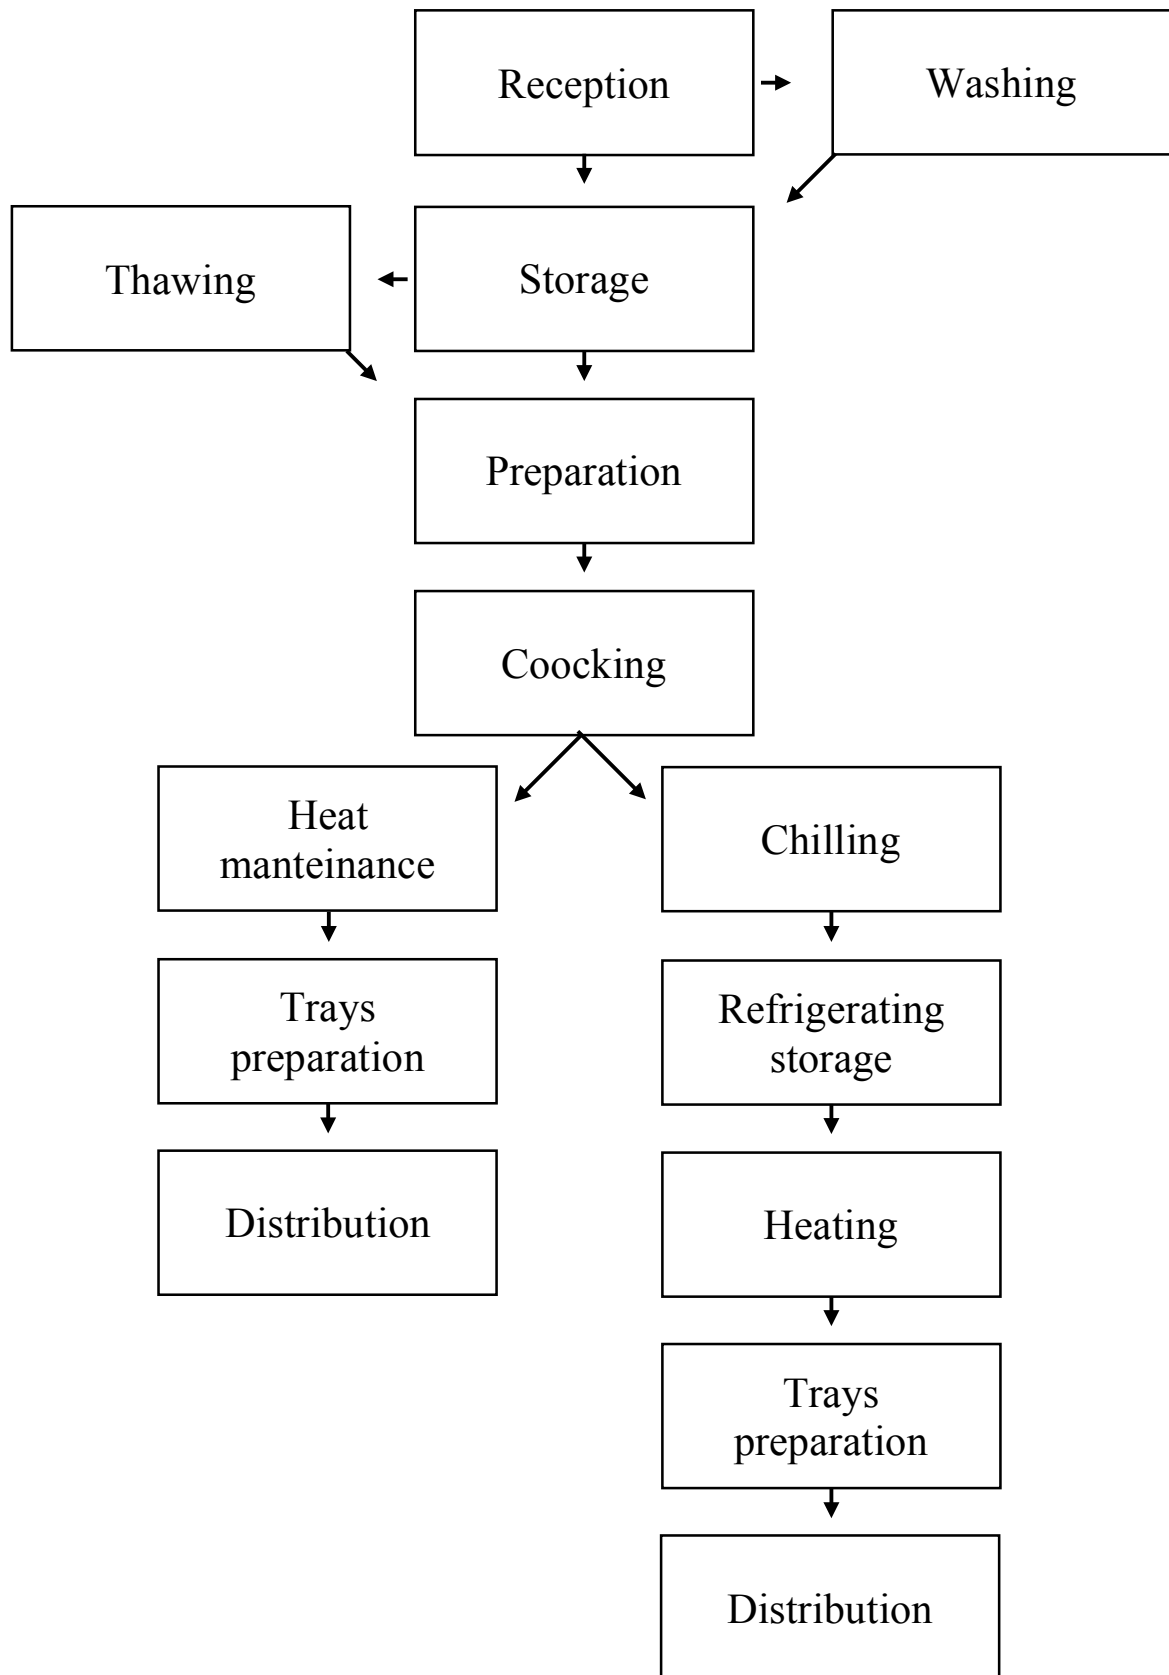 Reception
Washing
Thawing
Storage
Preparation
Coocking
Heat
manteinance
Chilling
Trays
preparation
Refrigerating
storage
Distribution
Heating
Trays
preparation
Distribution